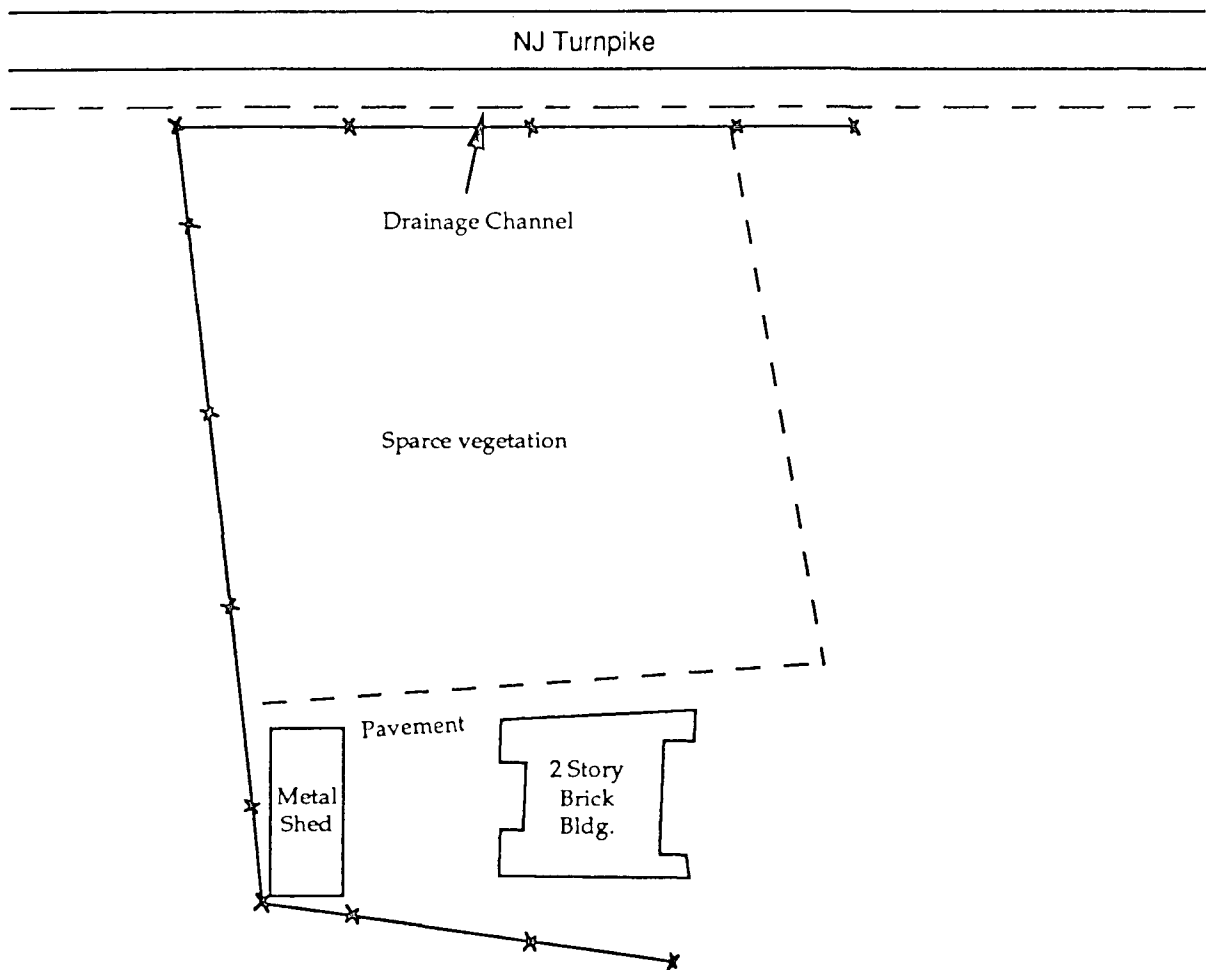 NJ Turnpike
Drainage Channel
Sparce vegetation
Pavement
Metal
Shed
2 Story
Brick
Bldg.